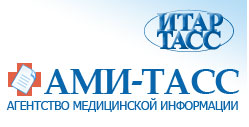 ИТАР
ТАСС
АМИ-ТАСС
АГЕНТСТВО МЕДИЦИНСКОЙ ИНФОРМАЦИИ